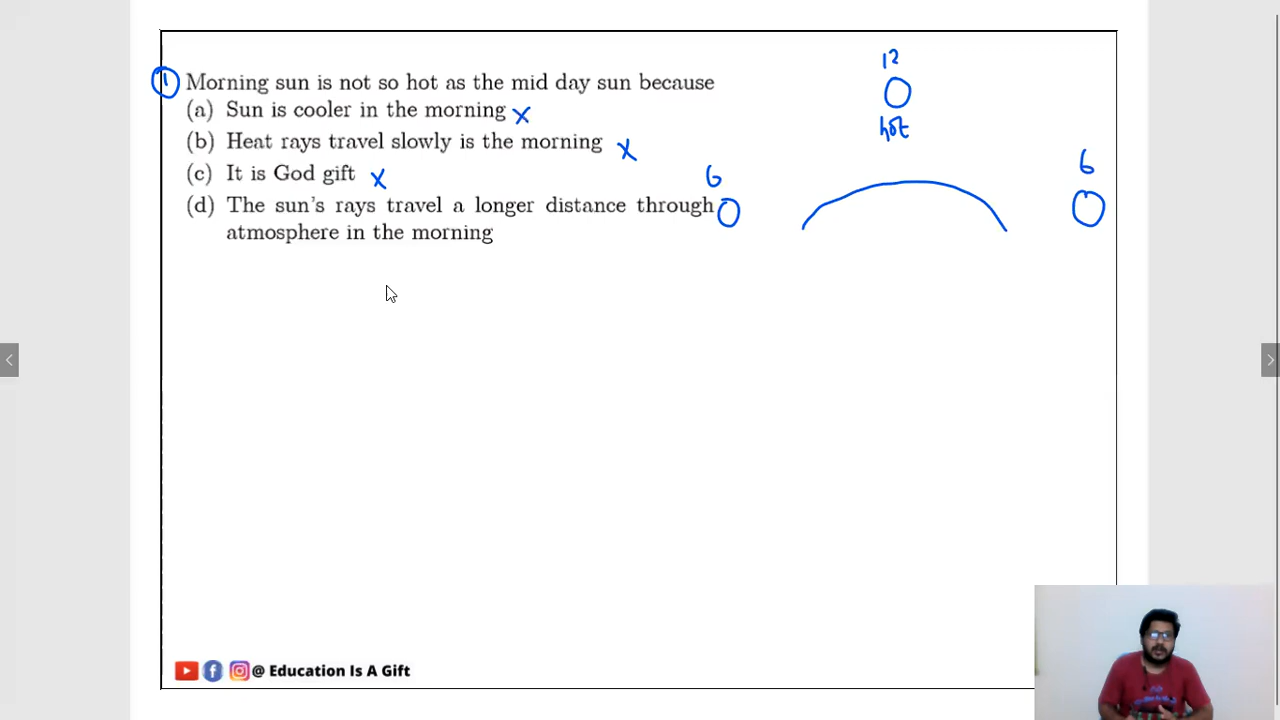 ① Morning sun is not so hot as the mid day sun because
(a) Sun is cooler in the morning x
(b) Heat rays travel slowly is the morning x
(c) It is God gift x
(d) The sun's rays travel a longer distance through
atmosphere in the morning
12
hot
6
6
@ Education Is A Gift